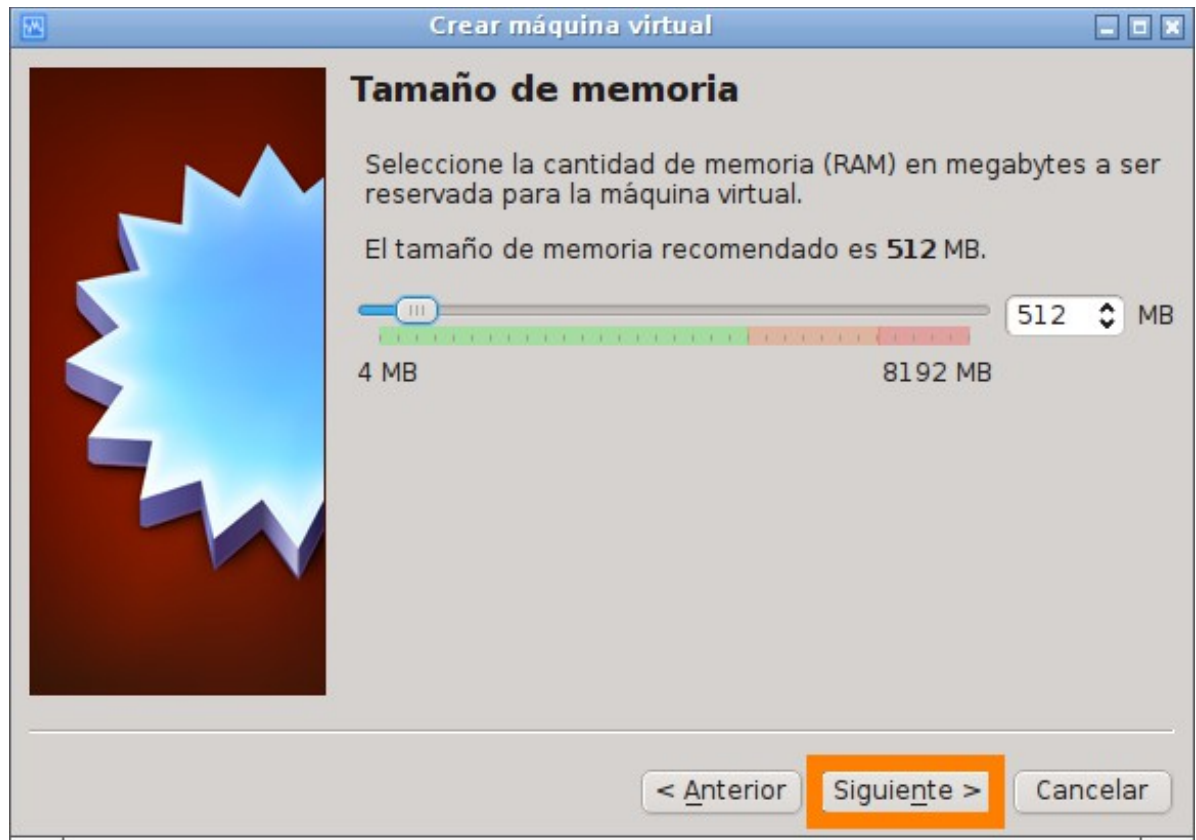 Crear máquina virtual
Tamaño de memoria
Seleccione la cantidad de memoria (RAM) en megabytes a ser
reservada para la máquina virtual.
El tamaño de memoria recomendado es 512 MB.
512 MB
4 MB 8192 MB
< Anterior Siguiente > Cancelar